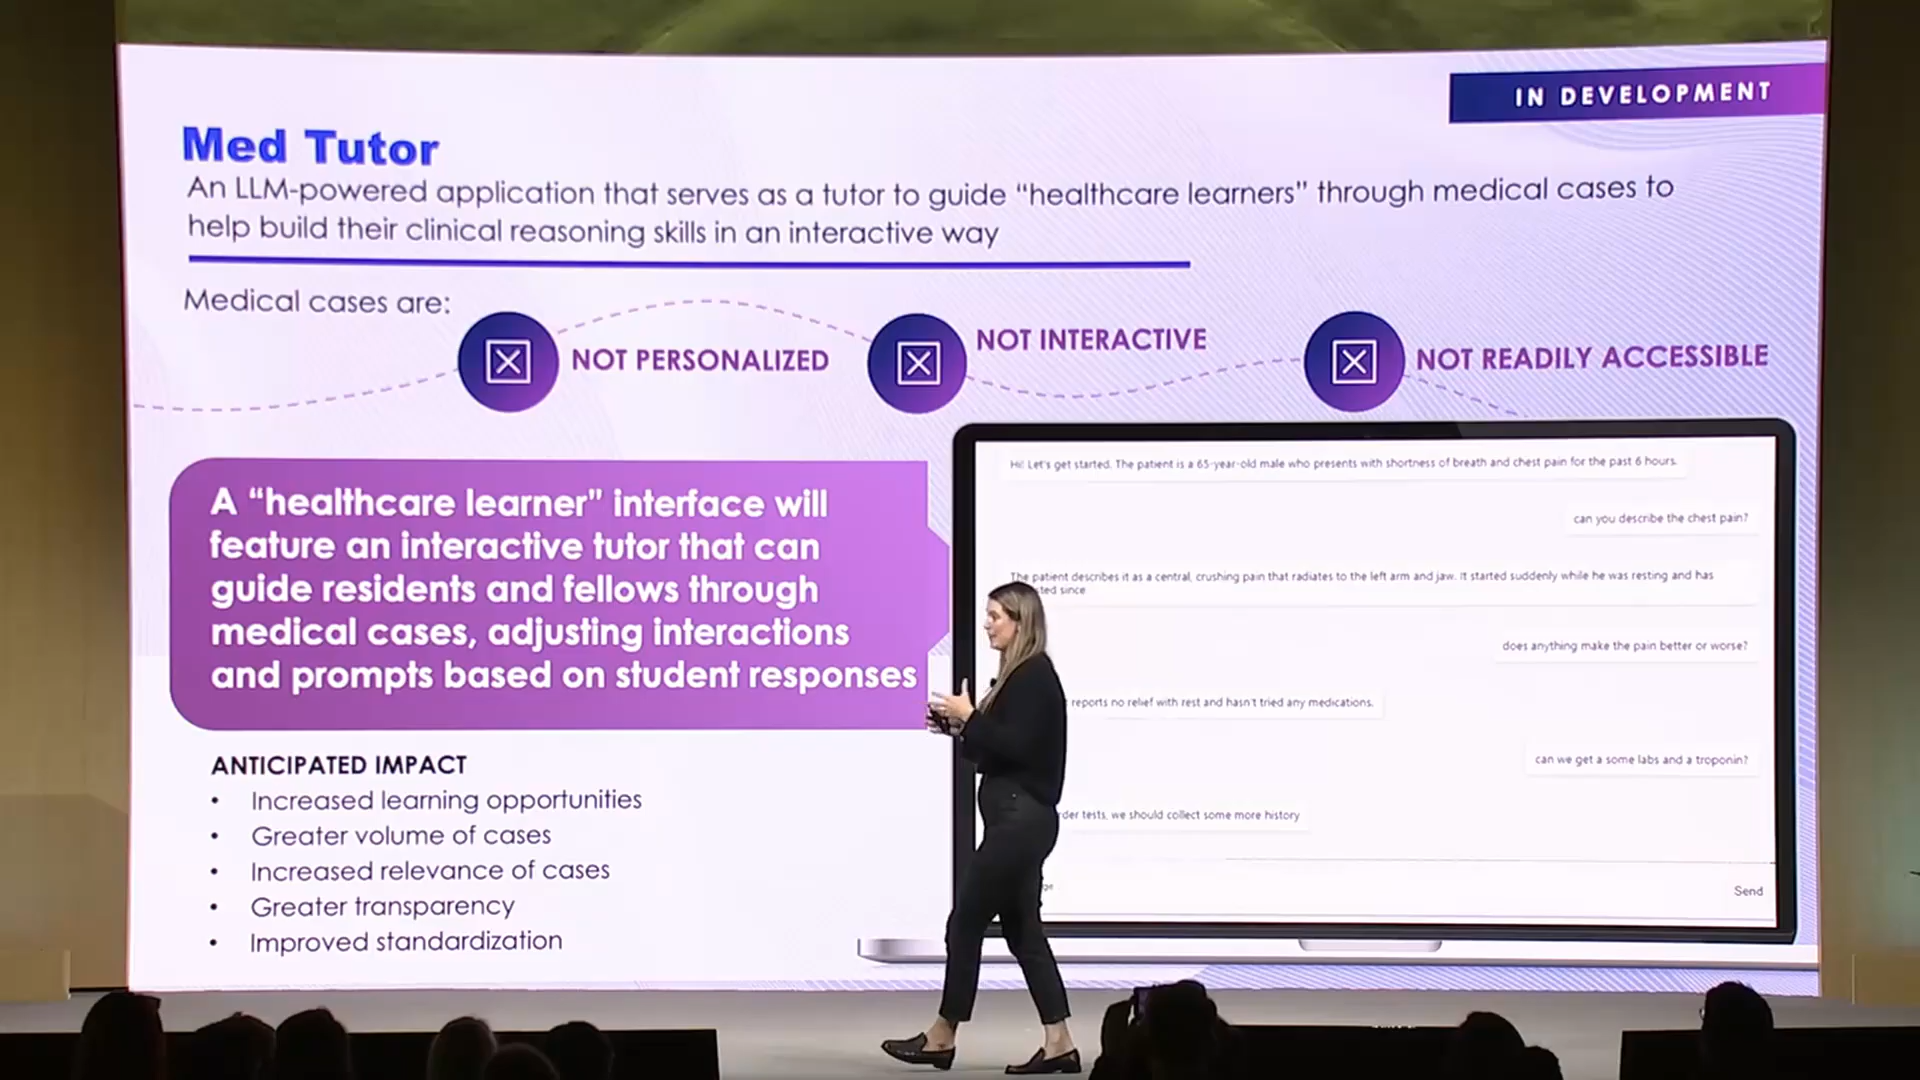 IN DEVELOPMENT
Med Tutor
An LLM-powered application that serves as a tutor to guide “healthcare learners” through medical cases to
help build their clinical reasoning skills in an interactive way
Medical cases are:
NOT PERSONALIZED
NOT INTERACTIVE
NOT READILY ACCESSIBLE
A “healthcare learner” interface will
feature an interactive tutor that can
guide residents and fellows through
medical cases, adjusting interactions
and prompts based on student responses
ANTICIPATED IMPACT
• Increased learning opportunities
• Greater volume of cases
• Increased relevance of cases
• Greater transparency
• Improved standardization
Hi! Let's get started. The patient is a 65-year-old male who presents with shortness of breath and chest pain for the past 6 hours.
can you describe the chest pain?
The patient describes it as a central, crushing pain that radiates to the left arm and jaw. It started suddenly while he was resting and has
since
does anything make the pain better or worse?
reports no relief with rest and hasn't tried any medications.
can we get a some labs and a troponin?
tests, we should collect some more history
Send